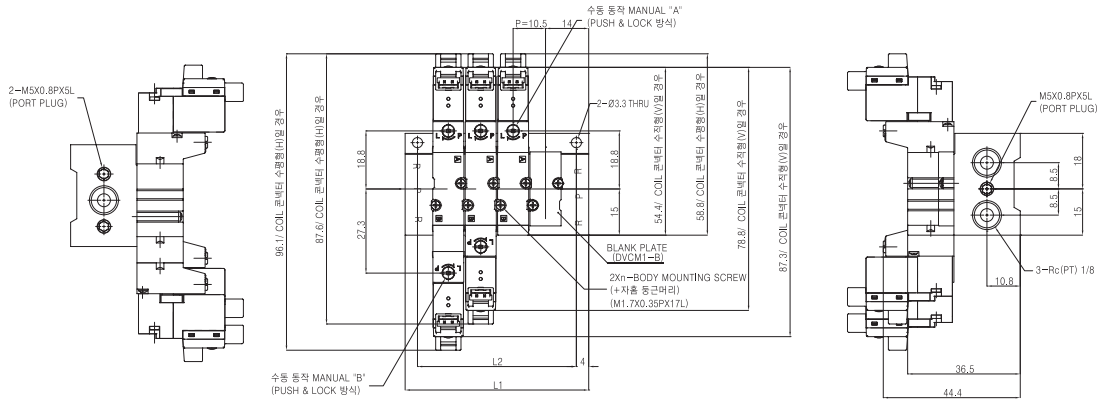 2-M5X0.8PX5L
(PORT PLUG)
96.1/ COIL 콘넥터 수평형(H)일 경우
87.6/ COIL 콘넥터 수평형(H)일 경우
18.8
27.3
수동 동작 MANUAL "A"
(PUSH & LOCK 방식)
P=10.5
14
2-Ø3.3 THRU
L P
L P
L P
R
P
R
R
P
R
18.8
15
54.4/ COIL 콘넥터 수직형(V)일 경우
58.8/ COIL 콘넥터 수평형(H)일 경우
78.8/ COIL 콘넥터 수직형(V)일 경우
87.3/ COIL 콘넥터 수직형(V)일 경우
BLANK PLATE
(DVCM1-B)
2Xn-BODY MOUNTING SCREW
(+자홈 둥근머리)
(M1.7X0.35PX17L)
L P
L P
L2
4
L1
수동 동작 MANUAL "B"
(PUSH & LOCK 방식)
M5X0.8PX5L
(PORT PLUG)
8.5
8.5
18
15
3-Rc(PT) 1/8
10.8
36.5
44.4